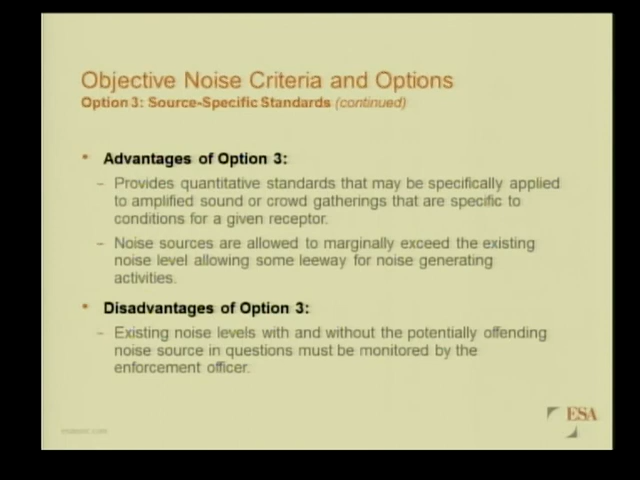 Objective Noise Criteria and Options
Option 3: Source-Specific Standards (continued)
• Advantages of Option 3:
– Provides quantitative standards that may be specifically applied
to amplified sound or crowd gatherings that are specific to
conditions for a given receptor.
– Noise sources are allowed to marginally exceed the existing
noise level allowing some leeway for noise generating
activities.
• Disadvantages of Option 3:
– Existing noise levels with and without the potentially offending
noise source in questions must be monitored by the
enforcement officer.
ESA